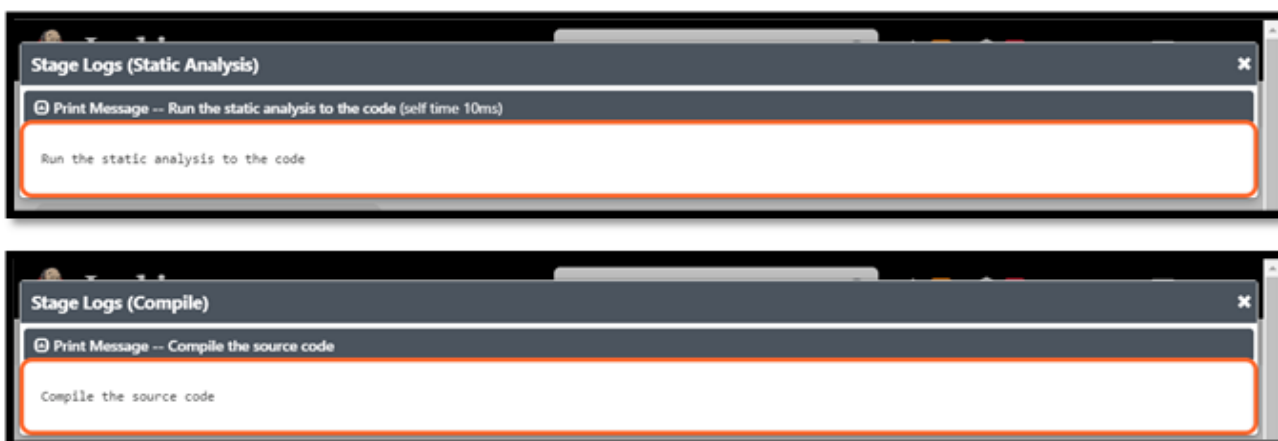 Stage Logs (Static Analysis)
Print Message -- Run the static analysis to the code (self time 10ms)
Run the static analysis to the code
Stage Logs (Compile)
Print Message -- Compile the source code
Compile the source code